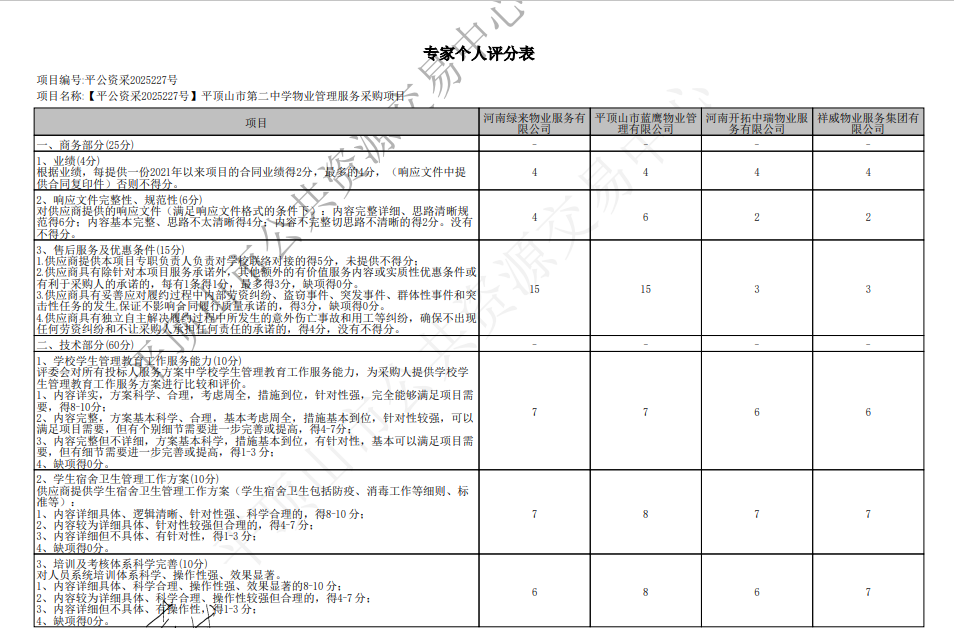 专家个人评分表
项目编号:平公资采2025227号
项目名称:【平公资采2025227号】平顶山市第二中学物业管理服务采购项目
项目
河南绿来物业服务有
限公司
平顶山市蓝鹰物业管
理有限公司
河南开拓中瑞物业服
务有限公司
祥威物业服务集团有
限公司
一、商务部分(25分)
-
-
-
-
1、业绩(4分)
根据业绩，每提供一份2021年以来项目的合同业绩得2分，最多的4分，（响应文件中提
供合同复印件）否则不得分。
4
4
4
4
2、响应文件完整性、规范性(6分)
对供应商提供的响应文件（满足响应文件格式的条件下）：内容完整详细、思路清晰规
范得6分；内容基本完整、思路不太清晰得4分；内容不完整切思路不清晰的得2分。没有
不得分。
4
6
2
2
3、售后服务及优惠条件(15分)
1.供应商提供本项目专职负责人负责对学校联络对接的得5分，未提供不得分；
2.供应商具有除针对本项目服务承诺外，其他额外的有价值服务内容或实质性优惠条件或
有利于采购人的承诺的，每有1条得1分，最多得3分，缺项得0分。
3.供应商具有妥善应对履约过程中内部劳资纠纷、盗窃事件、突发事件、群体性事件和突
击性任务的发生,保证不影响合同履行质量承诺的，得3分，缺项得0分。
4.供应商具有独立自主解决履约过程中所发生的意外伤亡事故和用工等纠纷，确保不出现
任何劳资纠纷和不让采购人承担任何责任的承诺的，得4分，没有不得分。
15
15
3
3
二、技术部分(60分)
-
-
-
-
1、学校学生管理教育工作服务能力(10分)
评委会对所有投标人服务方案中学校学生管理教育工作服务能力，为采购人提供学校学
生管理教育工作服务方案进行比较和评价。
1、内容详实，方案科学、合理，考虑周全，措施到位，针对性强，完全能够满足项目需
要，得8-10分；
2、内容完整，方案基本科学、合理，基本考虑周全，措施基本到位，针对性较强，可以
满足项目需要，但有个别细节需要进一步完善或提高，得4-7分；
3、内容完整但不详细，方案基本科学，措施基本到位，有针对性，基本可以满足项目需
要，但有细节需要进一步完善或提高，得1-3 分；
4、缺项得0分。
7
7
6
6
2、学生宿舍卫生管理工作方案(10分)
供应商提供学生宿舍卫生管理工作方案（学生宿舍卫生包括防疫、消毒工作等细则、标
准等）：
1、内容详细具体、逻辑清晰、针对性强、科学合理的，得8-10 分；
2、内容较为详细具体、针对性较强但合理的，得4-7 分；
3、内容详细但不具体、有针对性，得1-3 分；
4、缺项得0分。
7
8
7
7
3、培训及考核体系科学完善(10分)
对人员系统培训体系科学、操作性强、效果显著。
1、内容详细具体、科学合理、操作性强、效果显著的8-10 分；
2、内容较为详细具体、科学合理、操作性较强但合理的，得4-7 分；
3、内容详细但不具体、有操作性，得1-3 分；
4、缺项得0分。
6
8
6
7
平顶山市公共资源交易中心
平顶山市公共资源交易中心